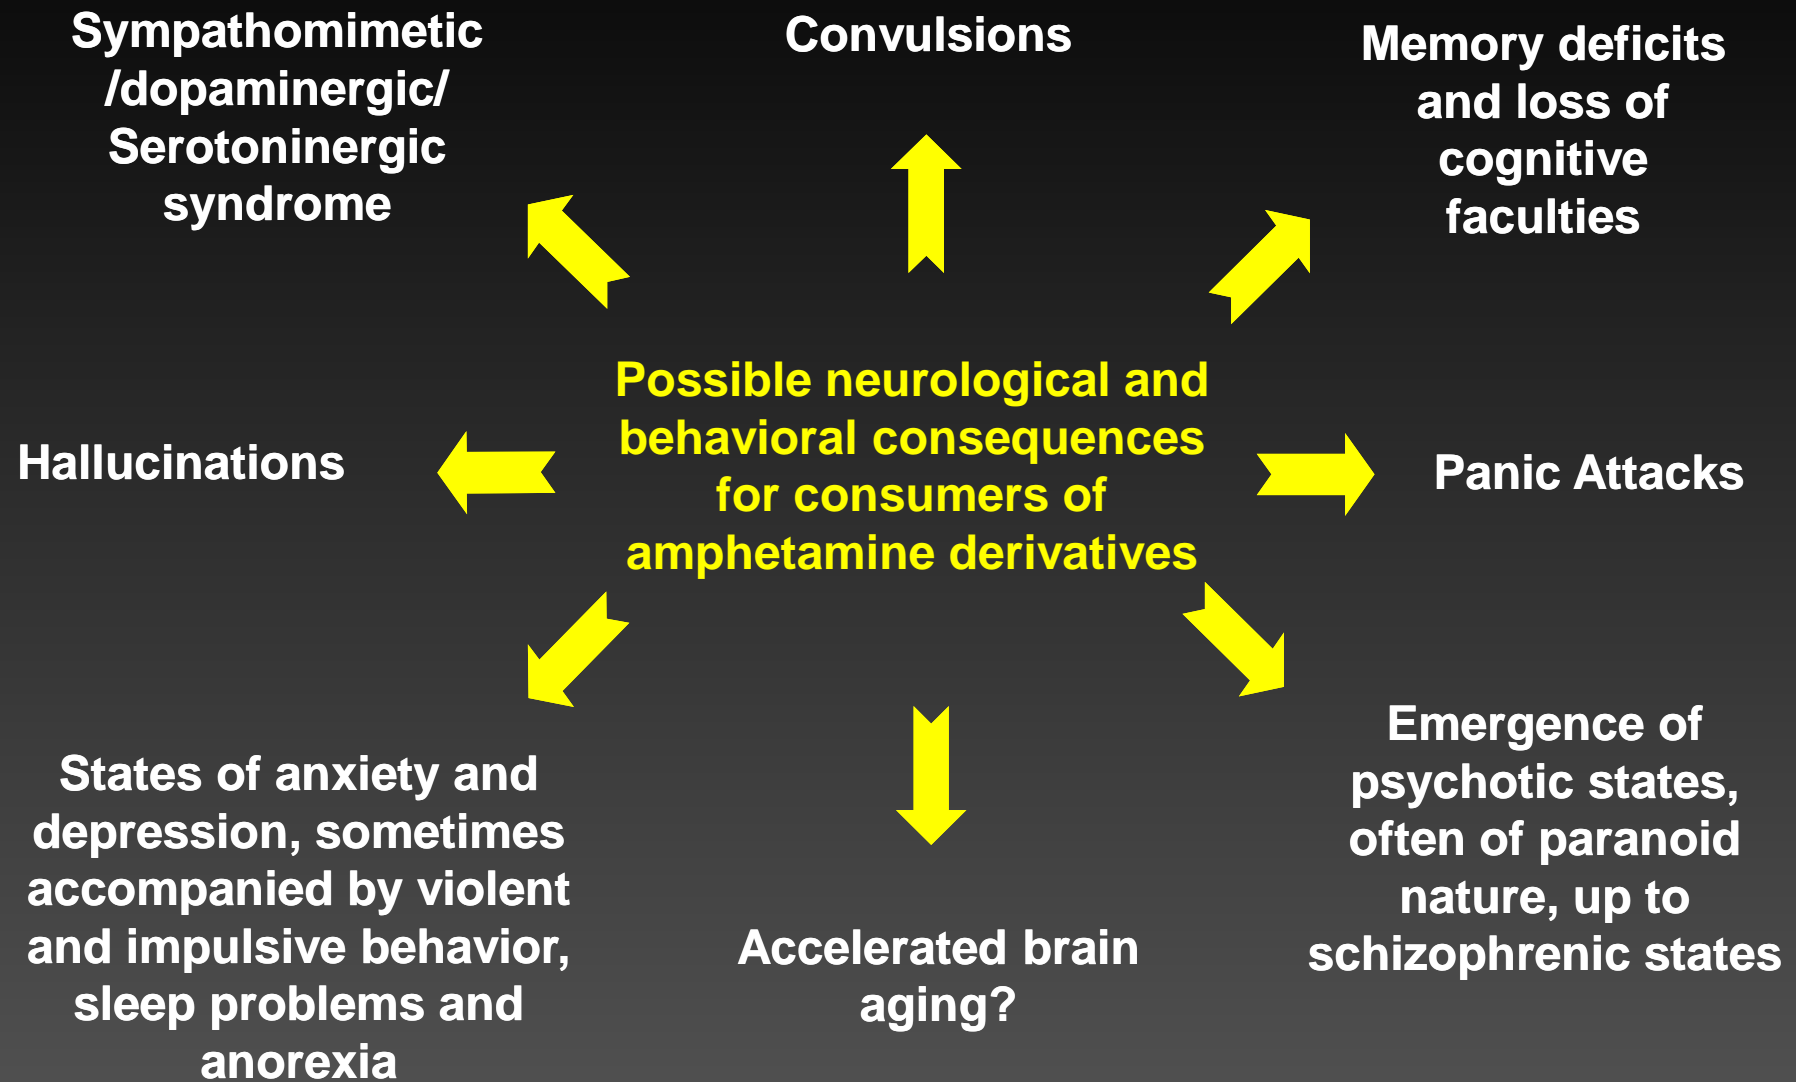 Sympathomimetic
/dopaminergic/
Serotoninergic
syndrome
Convulsions
Memory deficits
and loss of
cognitive
faculties
Possible neurological and
behavioral consequences
for consumers of
amphetamine derivatives
Hallucinations
Panic Attacks
States of anxiety and
depression, sometimes
accompanied by violent
and impulsive behavior,
sleep problems and
anorexia
Accelerated brain
aging?
Emergence of
psychotic states,
often of paranoid
nature, up to
schizophrenic states